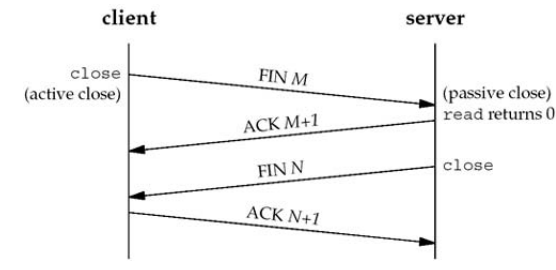 client
server
close
(active close)
FIN M
(passive close)
read returns 0
ACK M+1
FIN N
close
ACK N+1